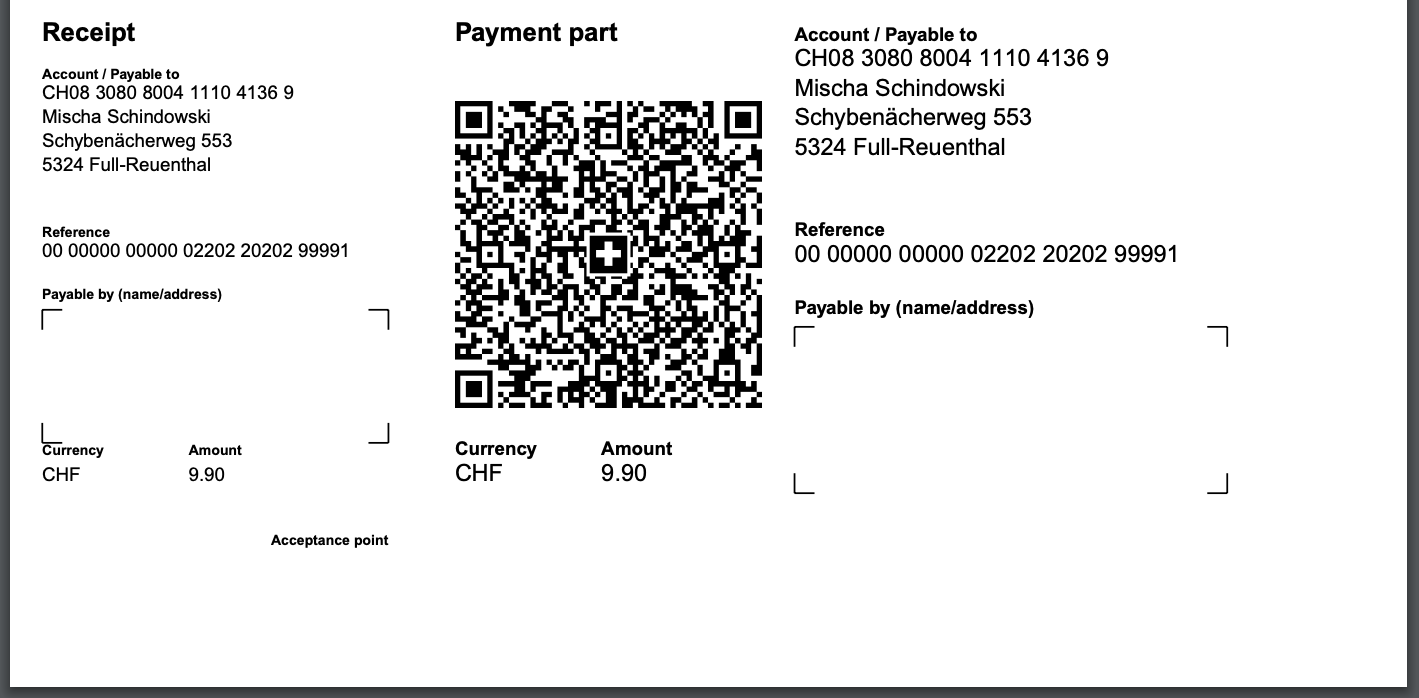 Receipt
Account / Payable to
CH08 3080 8004 1110 4136 9
Mischa Schindowski
Schybenächerweg 553
5324 Full-Reuenthal
Reference
00 00000 00000 02202 20202 99991
Payable by (name/address)
Currency Amount
CHF 9.90
Acceptance point
Payment part
Currency Amount
CHF 9.90
Account / Payable to
CH08 3080 8004 1110 4136 9
Mischa Schindowski
Schybenächerweg 553
5324 Full-Reuenthal
Reference
00 00000 00000 02202 20202 99991
Payable by (name/address)